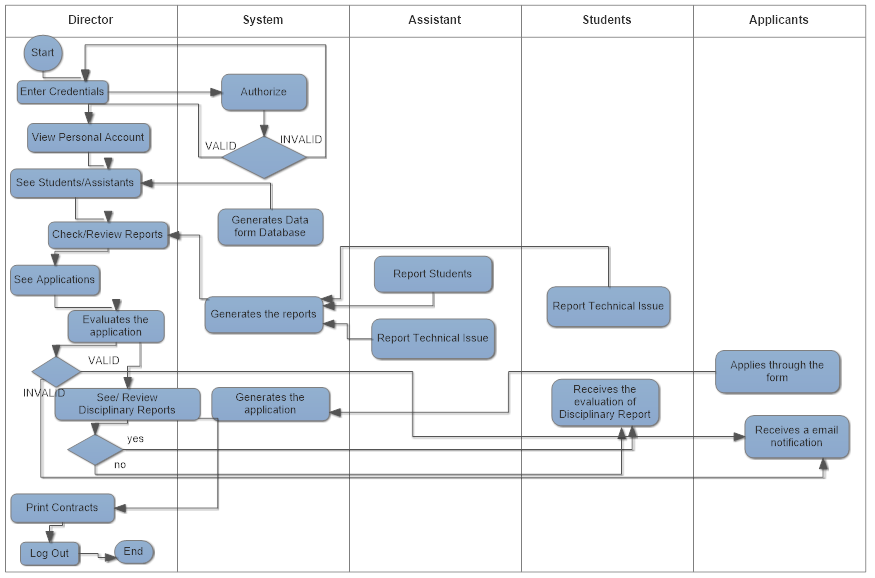 Director
System
Assistant
Students
Applicants
Start
Enter Credentials
Authorize
VALID
INVALID
View Personal Account
See Students/Assistants
Generates Data
form Database
Check/Review Reports
See Applications
Report Students
Report Technical Issue
Generates the reports
Evaluates the
application
Report Technical Issue
VALID
INVALID
Applies through the
form
See/ Review
Disciplinary Reports
Generates the
application
Receives the
evaluation of
Disciplinary Report
Receives a email
notification
yes
no
Print Contracts
Log Out
End